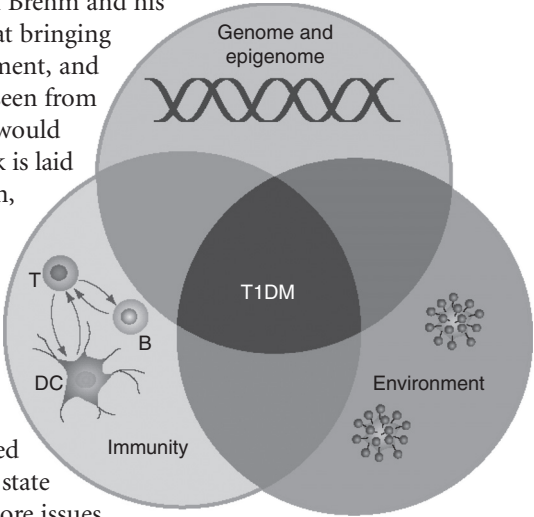 Brehm and his
at bringing
ment, and
een from
would
k is laid
n,
ed
state
ore issues
Genome and
epigenome
T
B
DC
T1DM
Immunity
Environment